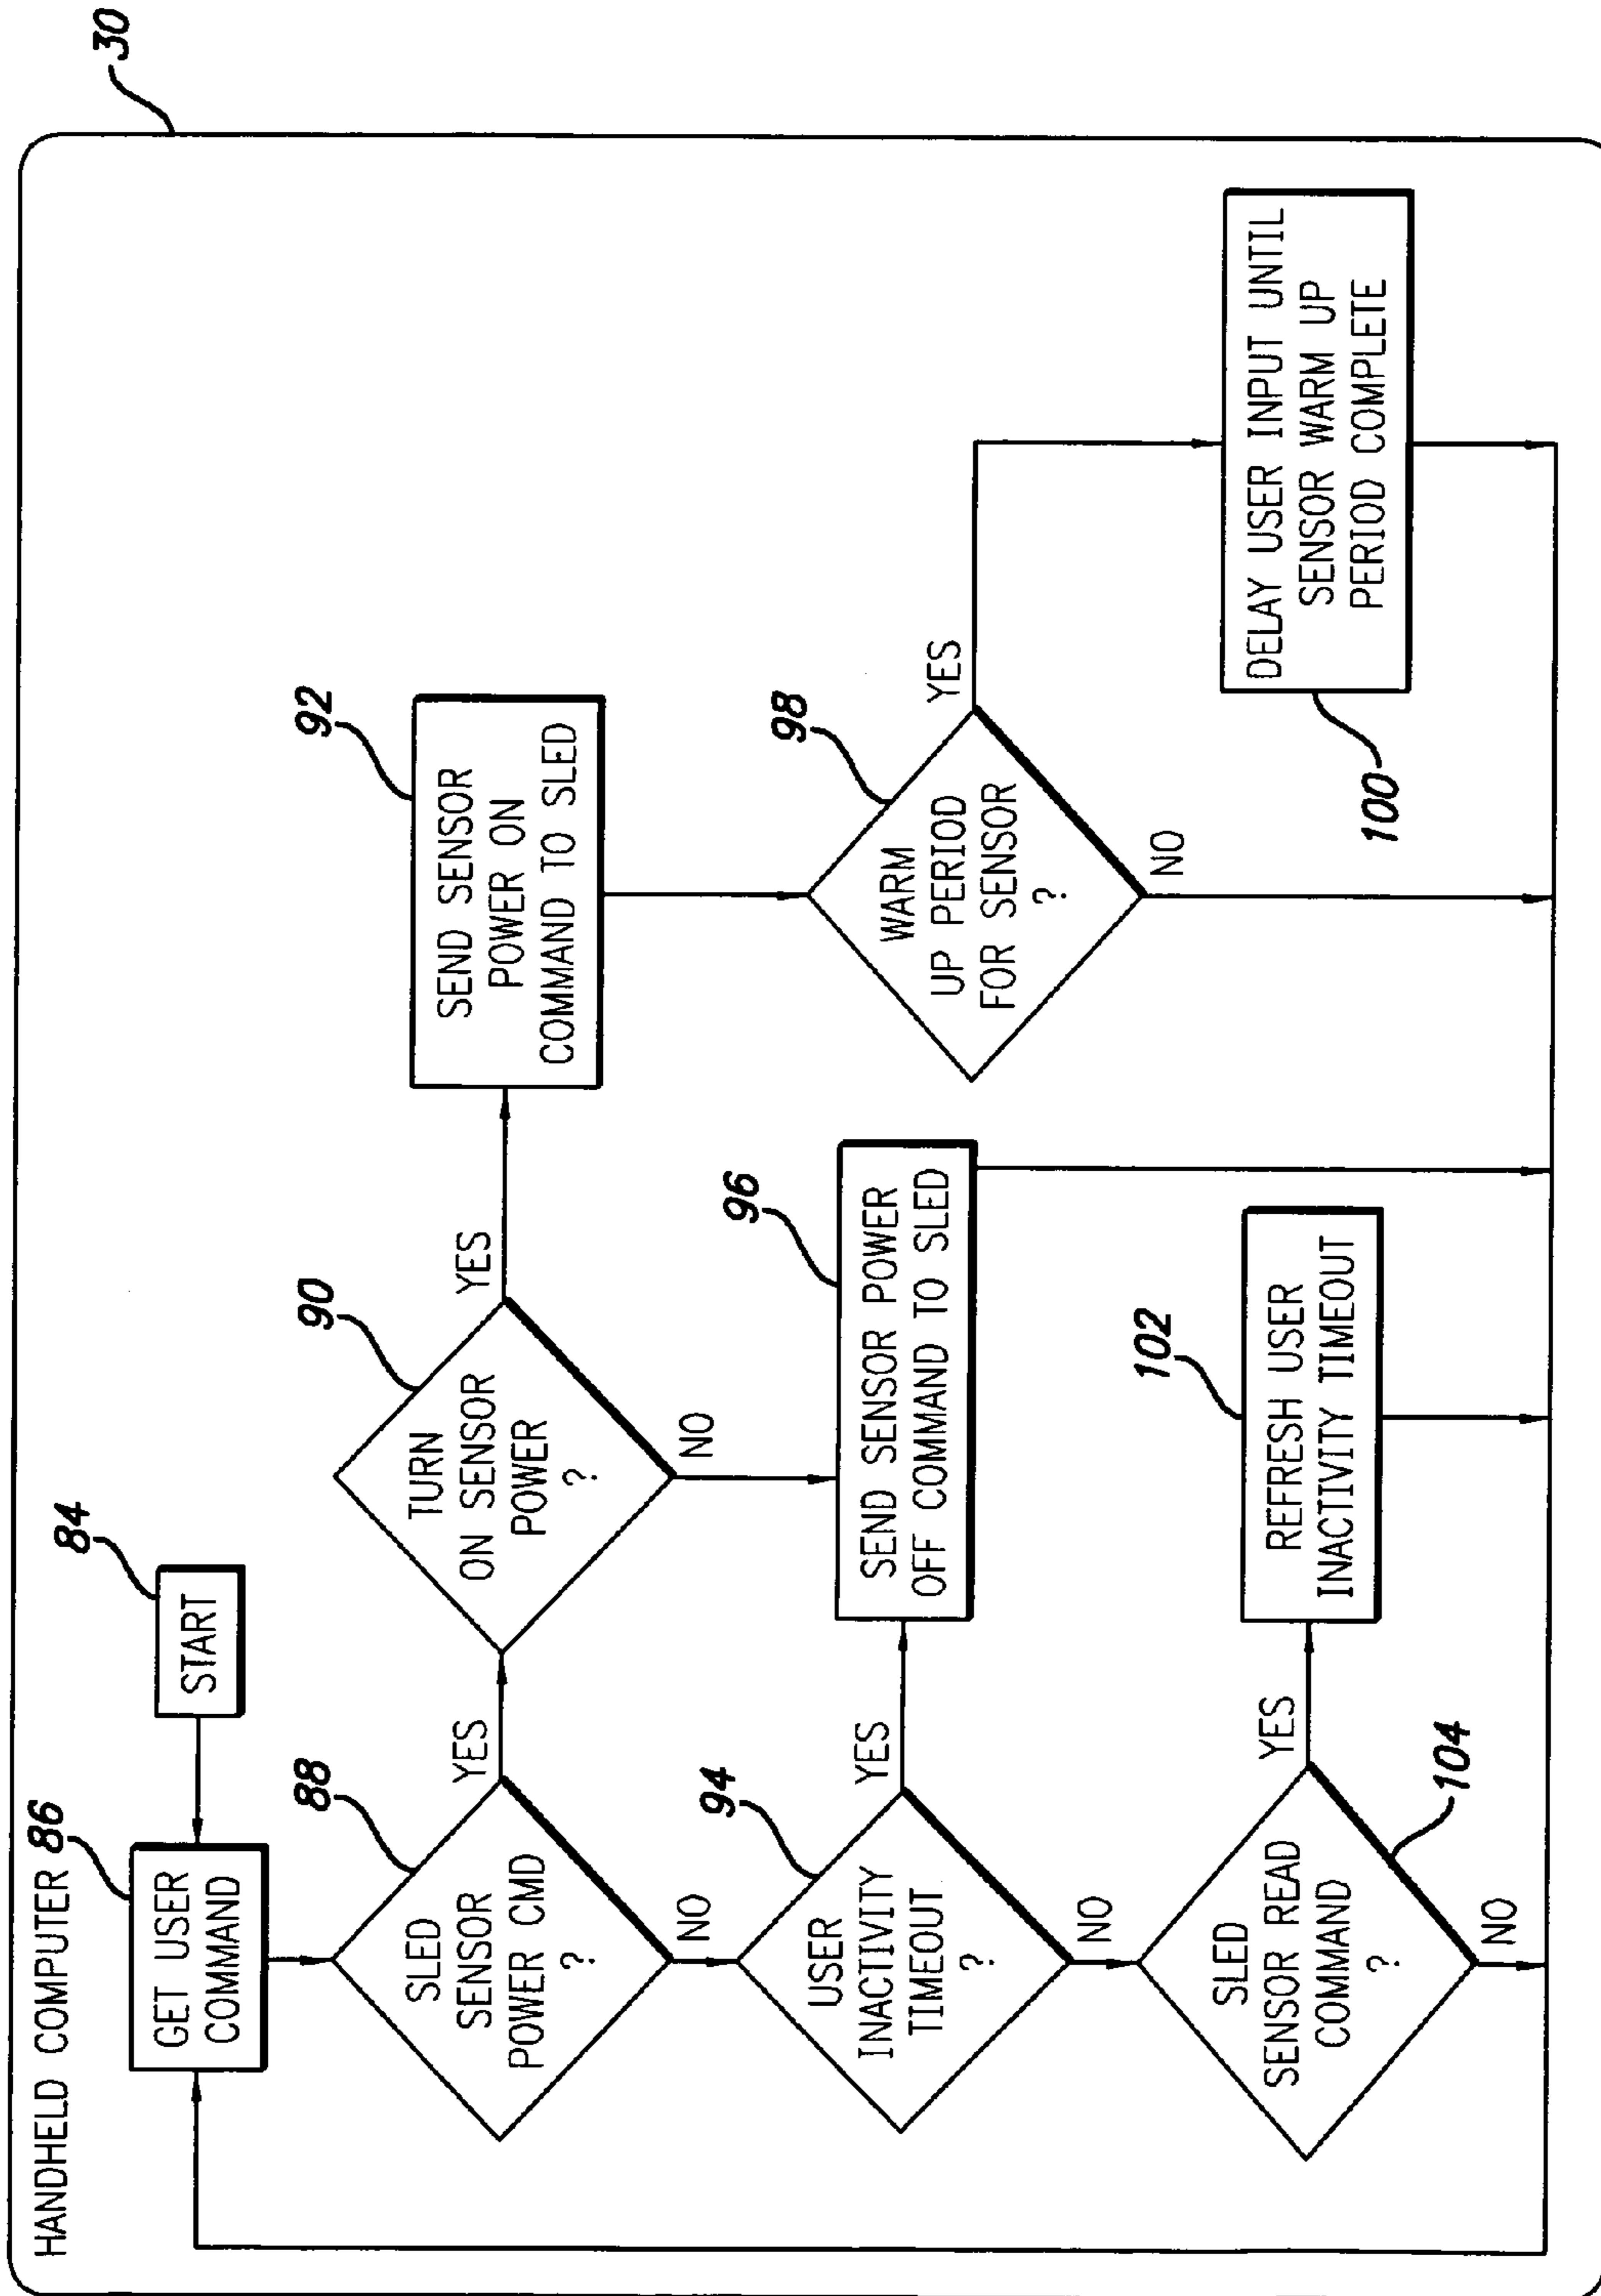 30
HANDHELD COMPUTER
84
START
86
GET USER
COMMAND
88
SLED
SENSOR
POWER CMD
?
YES
NO
90
TURN
ON SENSOR
POWER
?
YES
NO
92
SEND SENSOR
POWER ON
COMMAND TO SLED
94
USER
INACTIVITY
TIMEOUT
?
YES
NO
96
SEND SENSOR POWER
OFF COMMAND TO SLED
98
WARM
UP PERIOD
FOR SENSOR
?
YES
NO
SLED
SENSOR READ
COMMAND
?
YES
NO
104
102
REFRESH USER
INACTIVITY TIMEOUT
DELAY USER INPUT UNTIL
SENSOR WARM UP
PERIOD COMPLETE
100